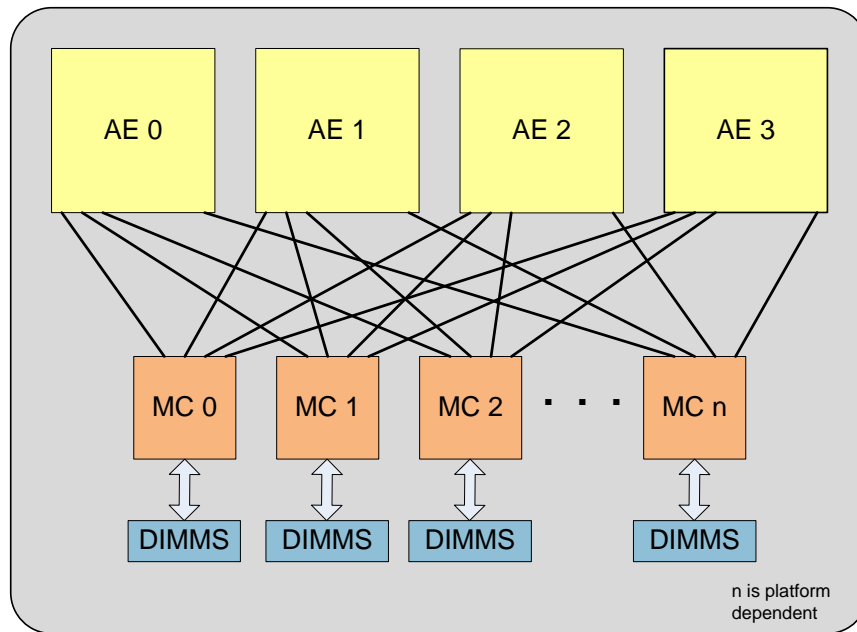 AE 0
AE 1
AE 2
AE 3
MC 0
MC 1
MC 2
. . .
MC n
DIMMS
DIMMS
DIMMS
DIMMS
n is platform
dependent